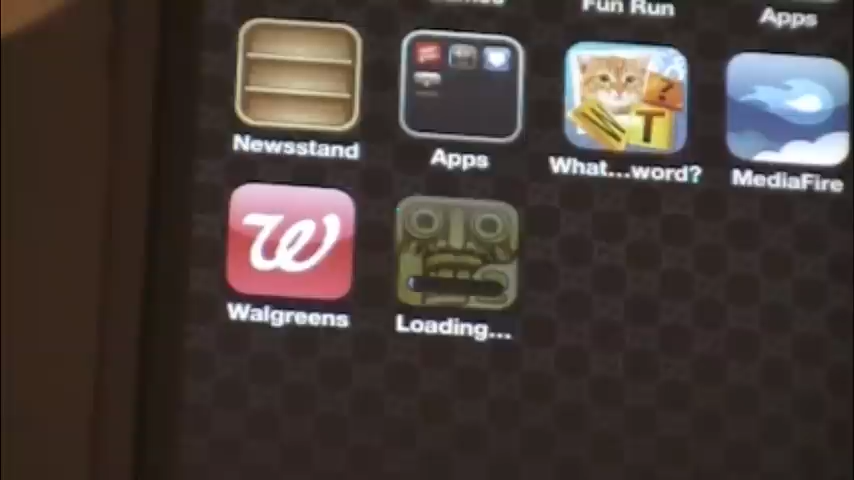 Fun Run
Apps
Newsstand
Apps
What...word?
MediaFire
Walgreens
Loading...